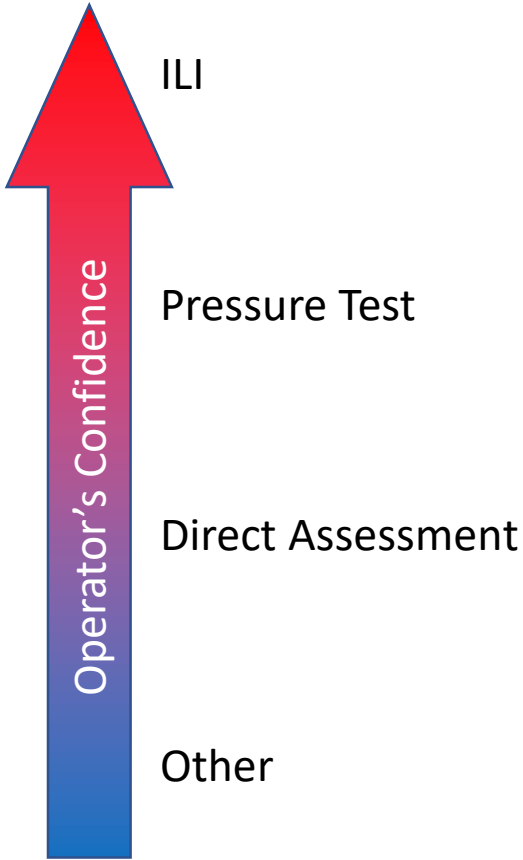 ILI
Pressure Test
Operator's Confidence
Direct Assessment
Other